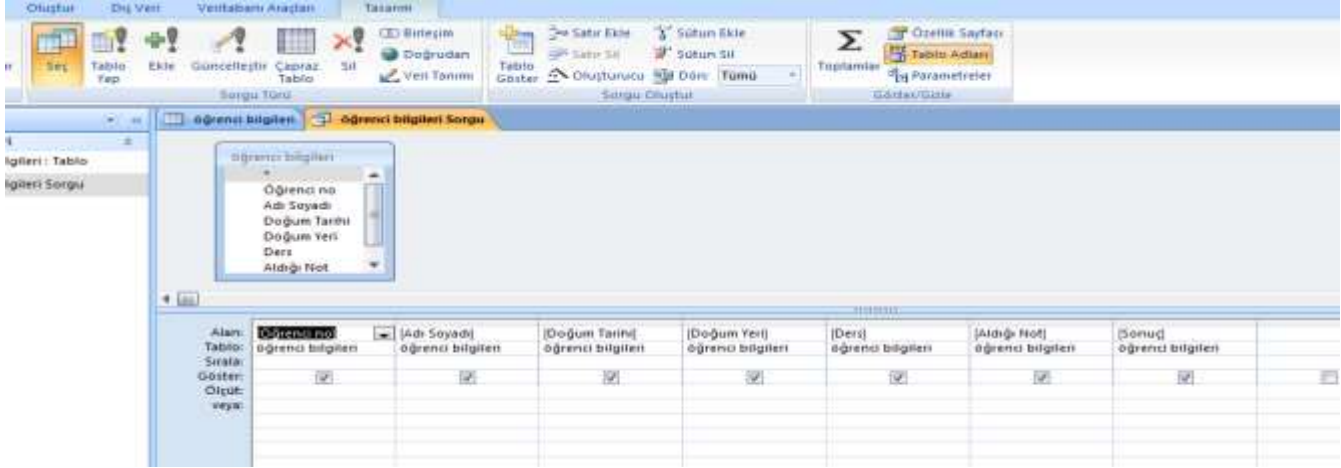 Oluştur Dış Veri Veritabanı Araçları Tasarım
Birleşim Satır Ekle Sütun Ekle Özellik Sayfası
Seç Tablo Yap Ekle Güncelleştir Çapraz Tablo Sil Doğrudan Tablo Göster Satır Sil Sütun Sil Toplamlar Tablo Adları
Veri Tanımı Oluşturucu Dön: Tümü Parametreler
Sorgu Türü Sorgu Oluştur Göster/Gizle
öğrenci bilgileri öğrenci bilgileri Sorgu
lgileri : Tablo
lgileri Sorgu
öğrenci bilgileri
*
Öğrenci no
Adı Soyadı
Doğum Tarihi
Doğum Yeri
Ders
Aldığı Not
Alan: [Öğrenci no] [Adı Soyadı] [Doğum Tarihi] [Doğum Yeri] [Ders] [Aldığı Not] [Sonuç]
Tablo: öğrenci bilgileri öğrenci bilgileri öğrenci bilgileri öğrenci bilgileri öğrenci bilgileri öğrenci bilgileri öğrenci bilgileri
Sırala:
Göster:
Ölçüt:
veya: